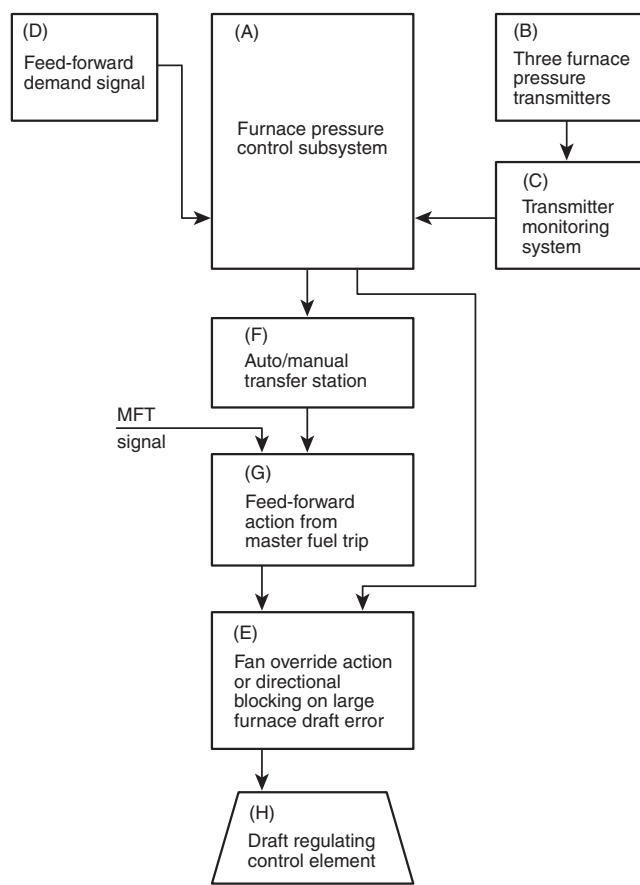 (D)
Feed-forward
demand signal
(A)
Furnace pressure
control subsystem
(B)
Three furnace
pressure
transmitters
(C)
Transmitter
monitoring
system
(F)
Auto/manual
transfer station
MFT
signal
(G)
Feed-forward
action from
master fuel trip
(E)
Fan override action
or directional
blocking on large
furnace draft error
(H)
Draft regulating
control element